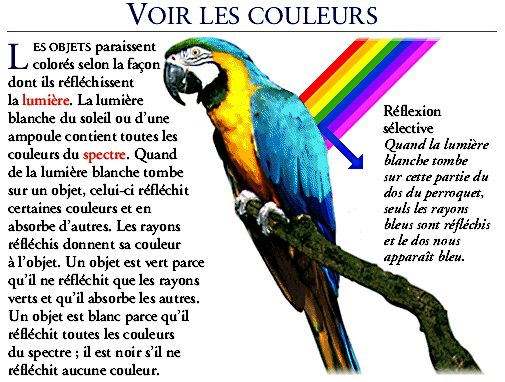 VOIR LES COULEURS
LES OBJETS paraissent
colorés selon la façon
dont ils réfléchissent
la lumière. La lumière
blanche du soleil ou d'une
ampoule contient toutes les
couleurs du spectre. Quand
de la lumière blanche tombe
sur un objet, celui-ci réfléchit
certaines couleurs et en
absorbe d'autres. Les rayons
réfléchis donnent sa couleur
à l'objet. Un objet est vert parce
qu'il ne réfléchit que les rayons
verts et qu'il absorbe les autres.
Un objet est blanc parce qu'il
réfléchit toutes les couleurs
du spectre ; il est noir s'il ne
réfléchit aucune couleur.
Réflexion
sélective
Quand la lumière
blanche tombe
sur cette partie du
dos du perroquet,
seuls les rayons
bleus sont réfléchis
et le dos nous
apparaît bleu.